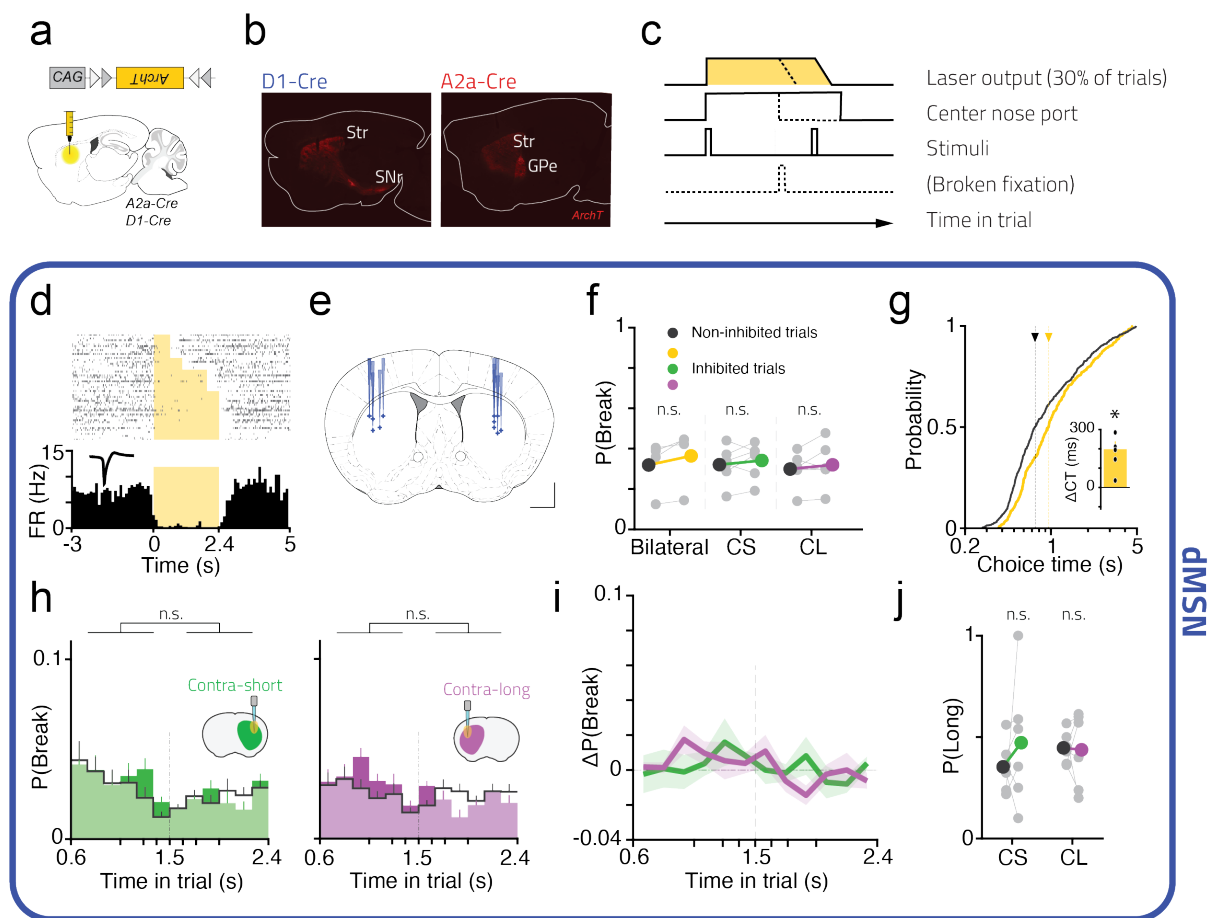 a
CAG
ArchT
A2a-Cre
D1-Cre
b
D1-Cre
A2a-Cre
Str
SNr
Str
GPe
ArchT
c
Laser output (30% of trials)
Center nose port
Stimuli
(Broken fixation)
Time in trial
d
15
0
FR (Hz)
-3
0
2.4
5
Time (s)
e
f
1
0
P(Break)
Non-inhibited trials
Inhibited trials
n.s.
n.s.
n.s.
Bilateral
CS
CL
g
1
0.5
0
Probability
0.2
1
5
Choice time (s)
*
300
0
ΔCT (ms)
dMSN
h
n.s.
0.1
0
P(Break)
Contra-short
0.6
1.5
2.4
Time in trial (s)
n.s.
Contra-long
0.6
1.5
2.4
Time in trial (s)
i
0.1
0
-0.04
ΔP(Break)
0.6
1.5
2.4
Time in trial (s)
j
n.s.
n.s.
1
0
P(Long)
CS
CL